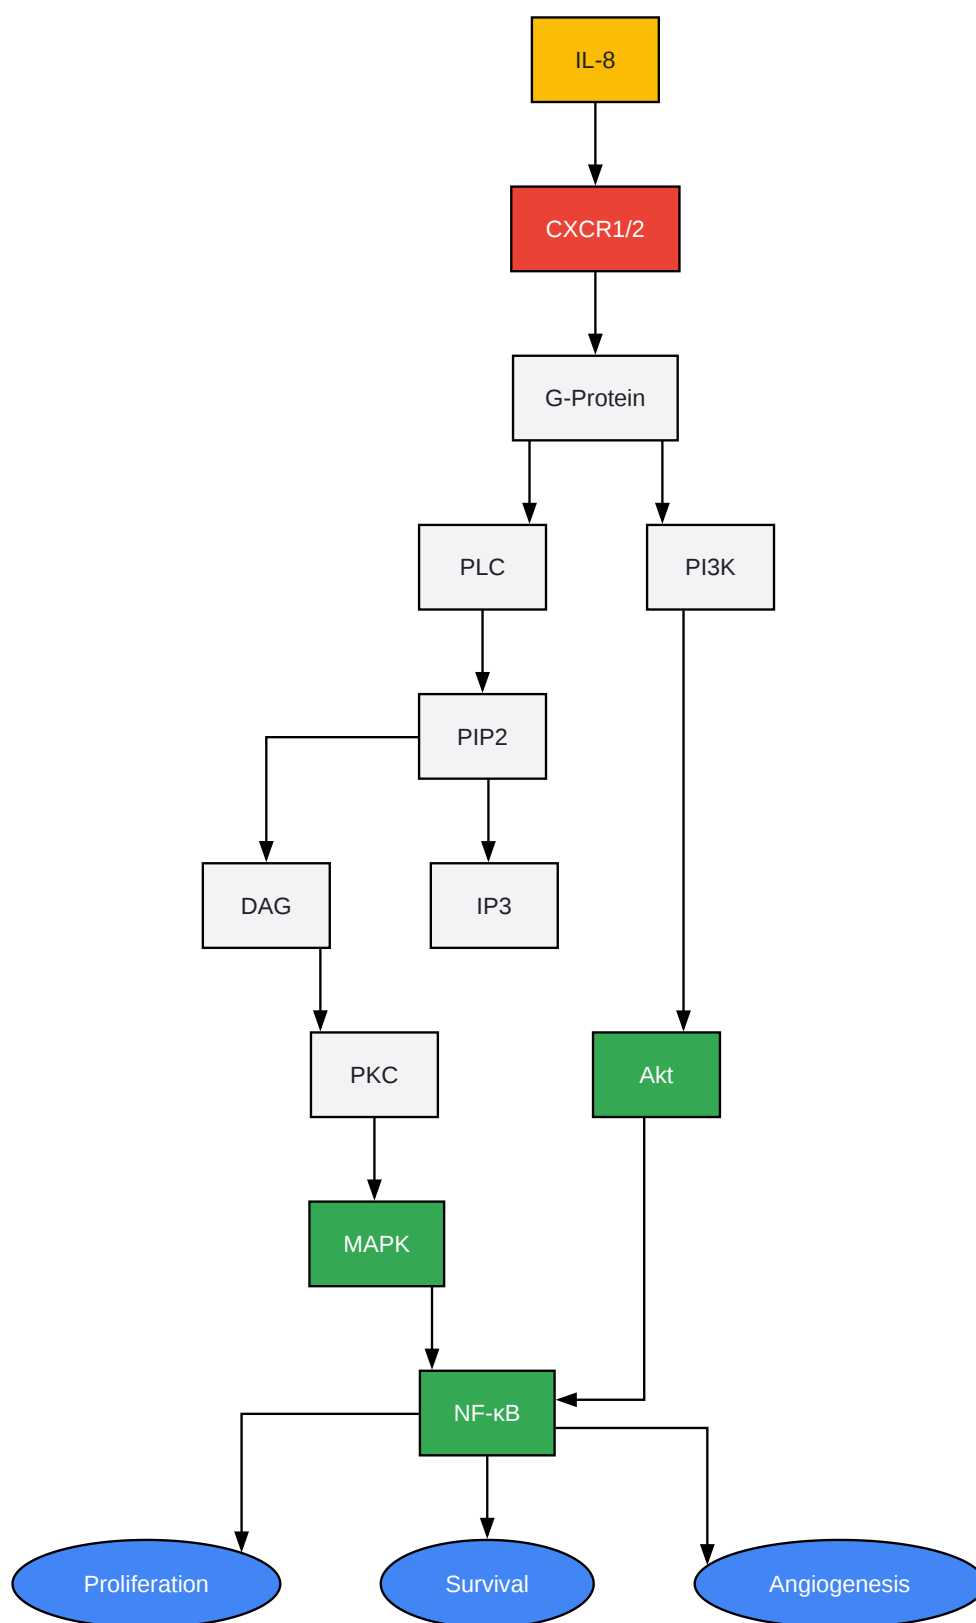 IL-8
CXCR1/2
G-Protein
PLC
PI3K
PIP2
DAG
IP3
PKC
Akt
MAPK
NF-κB
Proliferation
Survival
Angiogenesis